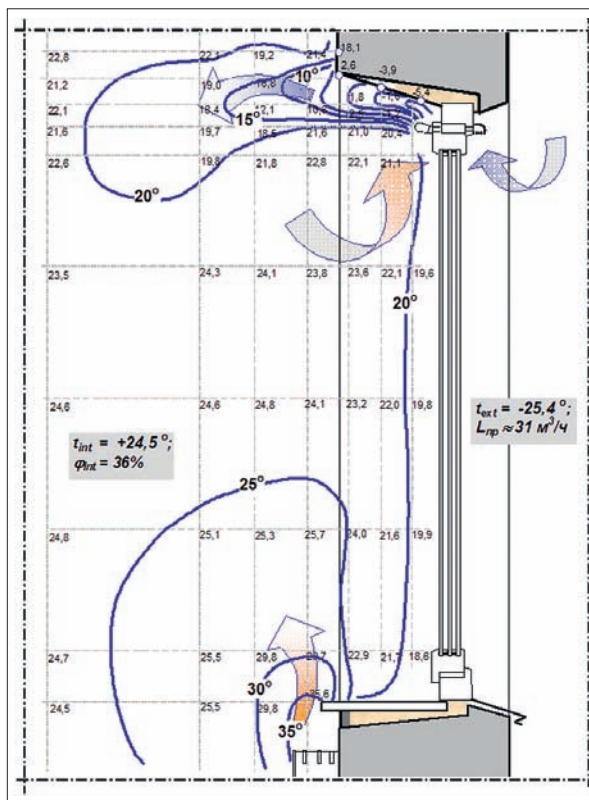 18,1
22,8 22,1 19,2 21,4
10° 2,6 -3,9
21,2 19,0 16,8 1,8 -5,4
22,1 18,4
15°
21,6 19,7 18,5 21,6 21,0 20,4
22,6 19,8 21,8 22,8 22,1 21,1
20°
23,5 24,3 24,1 23,8 23,6 22,1 19,6
20°
24,6 24,6 24,8 24,1 23,2 22,0 19,8
t_int = +24,5°;
φ_int = 36%
t_ext = -25,4°;
L_пр ≈ 31 м³/ч
25°
24,8 25,1 25,3 25,7 24,0 21,6 19,9
24,7 25,5 29,8 22,9 21,7 18,6
30°
24,5 25,5 29,8
35°